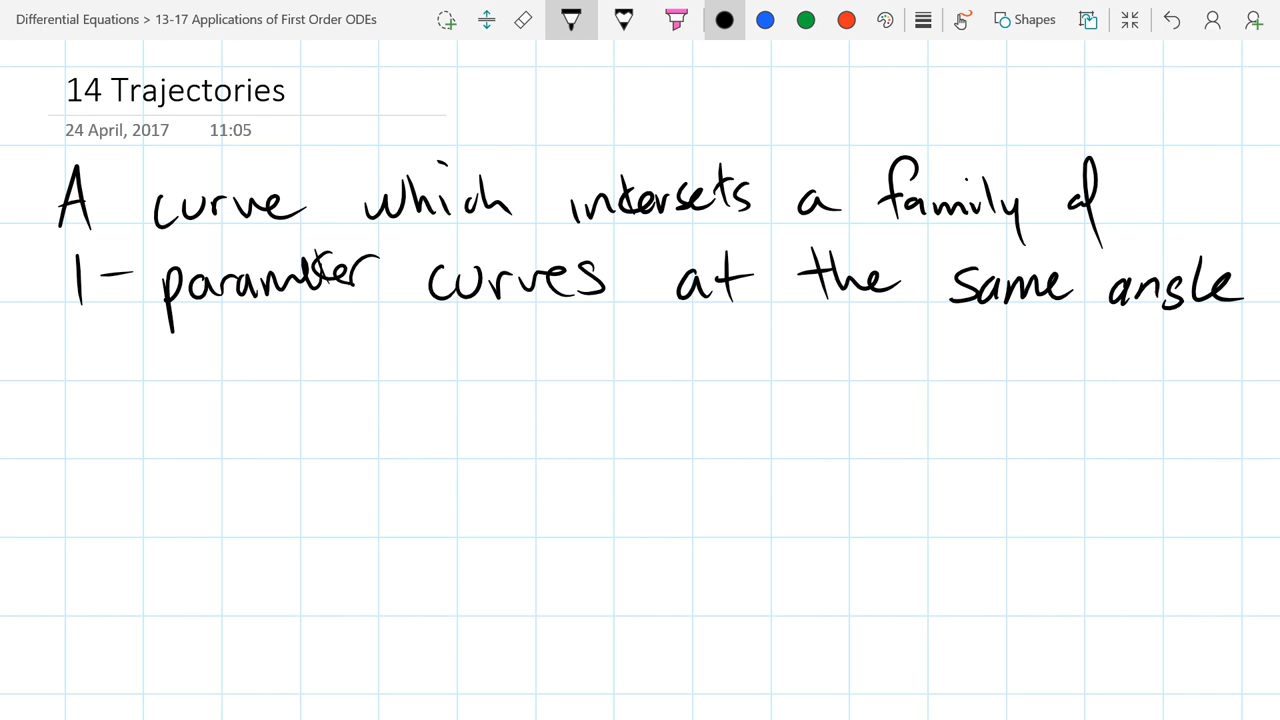 Differential Equations > 13-17 Applications of First Order ODEs
Shapes
14 Trajectories
24 April, 2017 11:05
A curve which intersets a family of
1-parameter curves at the same angle